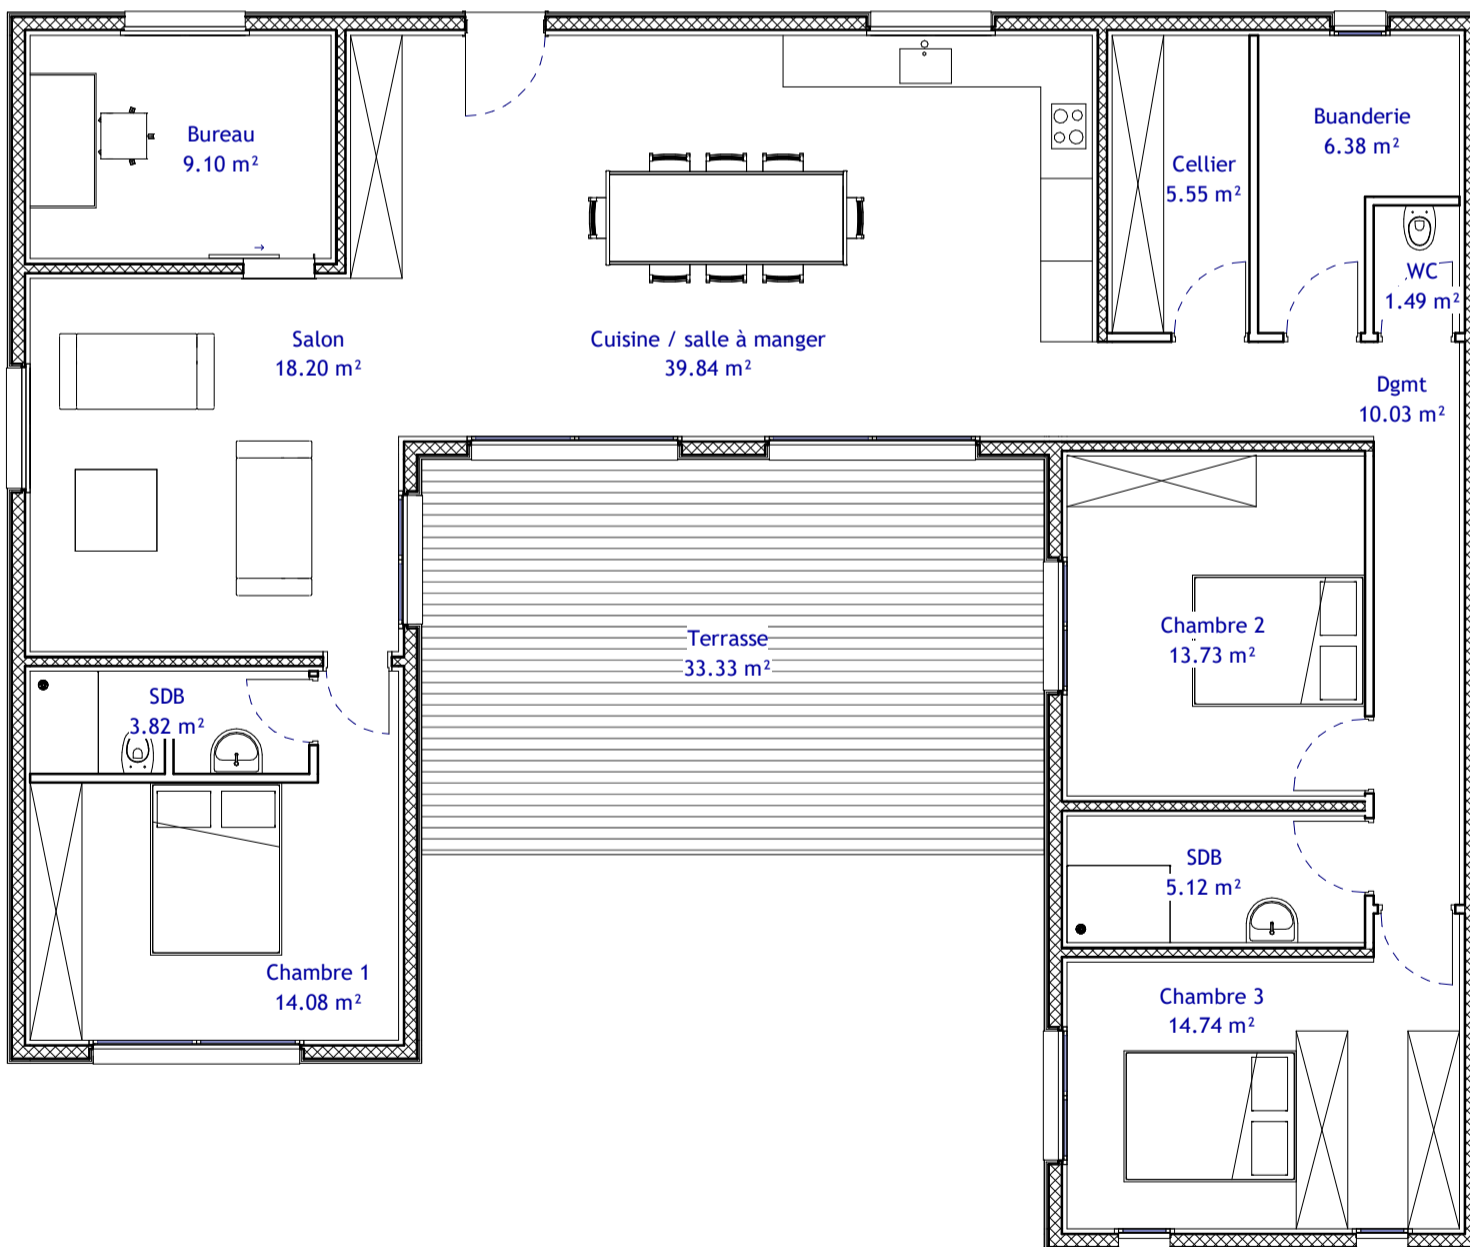 Bureau
9.10 m²
Buanderie
6.38 m²
Cellier
5.55 m²
WC
1.49 m²
Salon
18.20 m²
Cuisine / salle à manger
39.84 m²
Dgmt
10.03 m²
Terrasse
33.33 m²
Chambre 2
13.73 m²
SDB
3.82 m²
SDB
5.12 m²
Chambre 1
14.08 m²
Chambre 3
14.74 m²